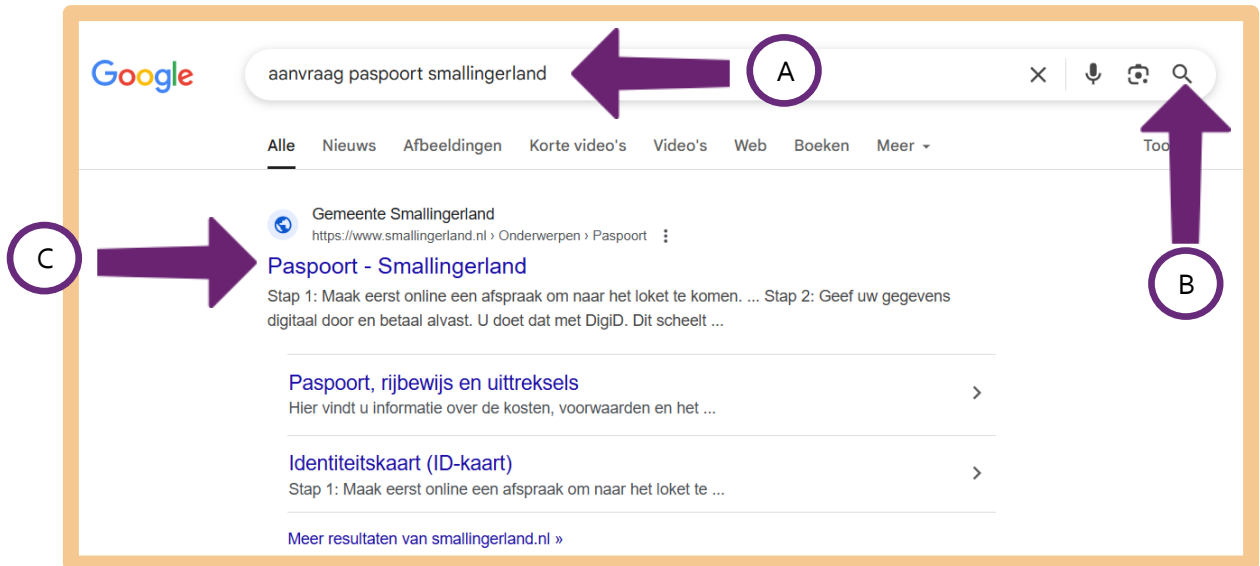 Google
aanvraag paspoort smallingerland
A
Alle Nieuws Afbeeldingen Korte video's Video's Web Boeken Meer
Gemeente Smallingerland
https://www.smallingerland.nl › Onderwerpen › Paspoort
C
Paspoort - Smallingerland
B
Stap 1: Maak eerst online een afspraak om naar het loket te komen. ... Stap 2: Geef uw gegevens
digitaal door en betaal alvast. U doet dat met DigiD. Dit scheelt ...
Paspoort, rijbewijs en uittreksels
Hier vindt u informatie over de kosten, voorwaarden en het ...
Identiteitskaart (ID-kaart)
Stap 1: Maak eerst online een afspraak om naar het loket te ...
Meer resultaten van smallingerland.nl »